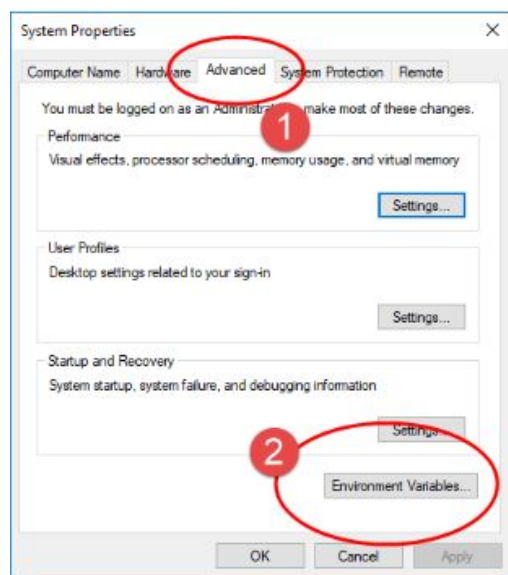 System Properties
Computer Name Hardware Advanced System Protection Remote
You must be logged on as an Administrator make most of these changes.
1
Performance
Visual effects, processor scheduling, memory usage, and virtual memory
Settings...
User Profiles
Desktop settings related to your sign-in
Settings...
Startup and Recovery
System startup, system failure, and debugging information
Settings...
2
Environment Variables...
OK Cancel Apply